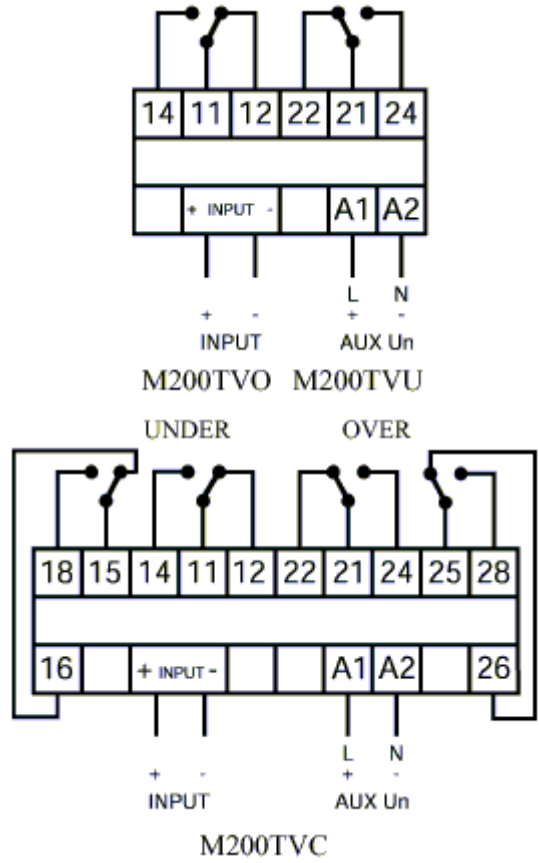 14 11 12 22 21 24
+ INPUT - A1 A2
L N
+ - + -
INPUT AUX Un
M200TVO M200TVU
UNDER OVER
18 15 14 11 12 22 21 24 25 28
16 + INPUT - A1 A2 26
L N
+ - + -
INPUT AUX Un
M200TVC